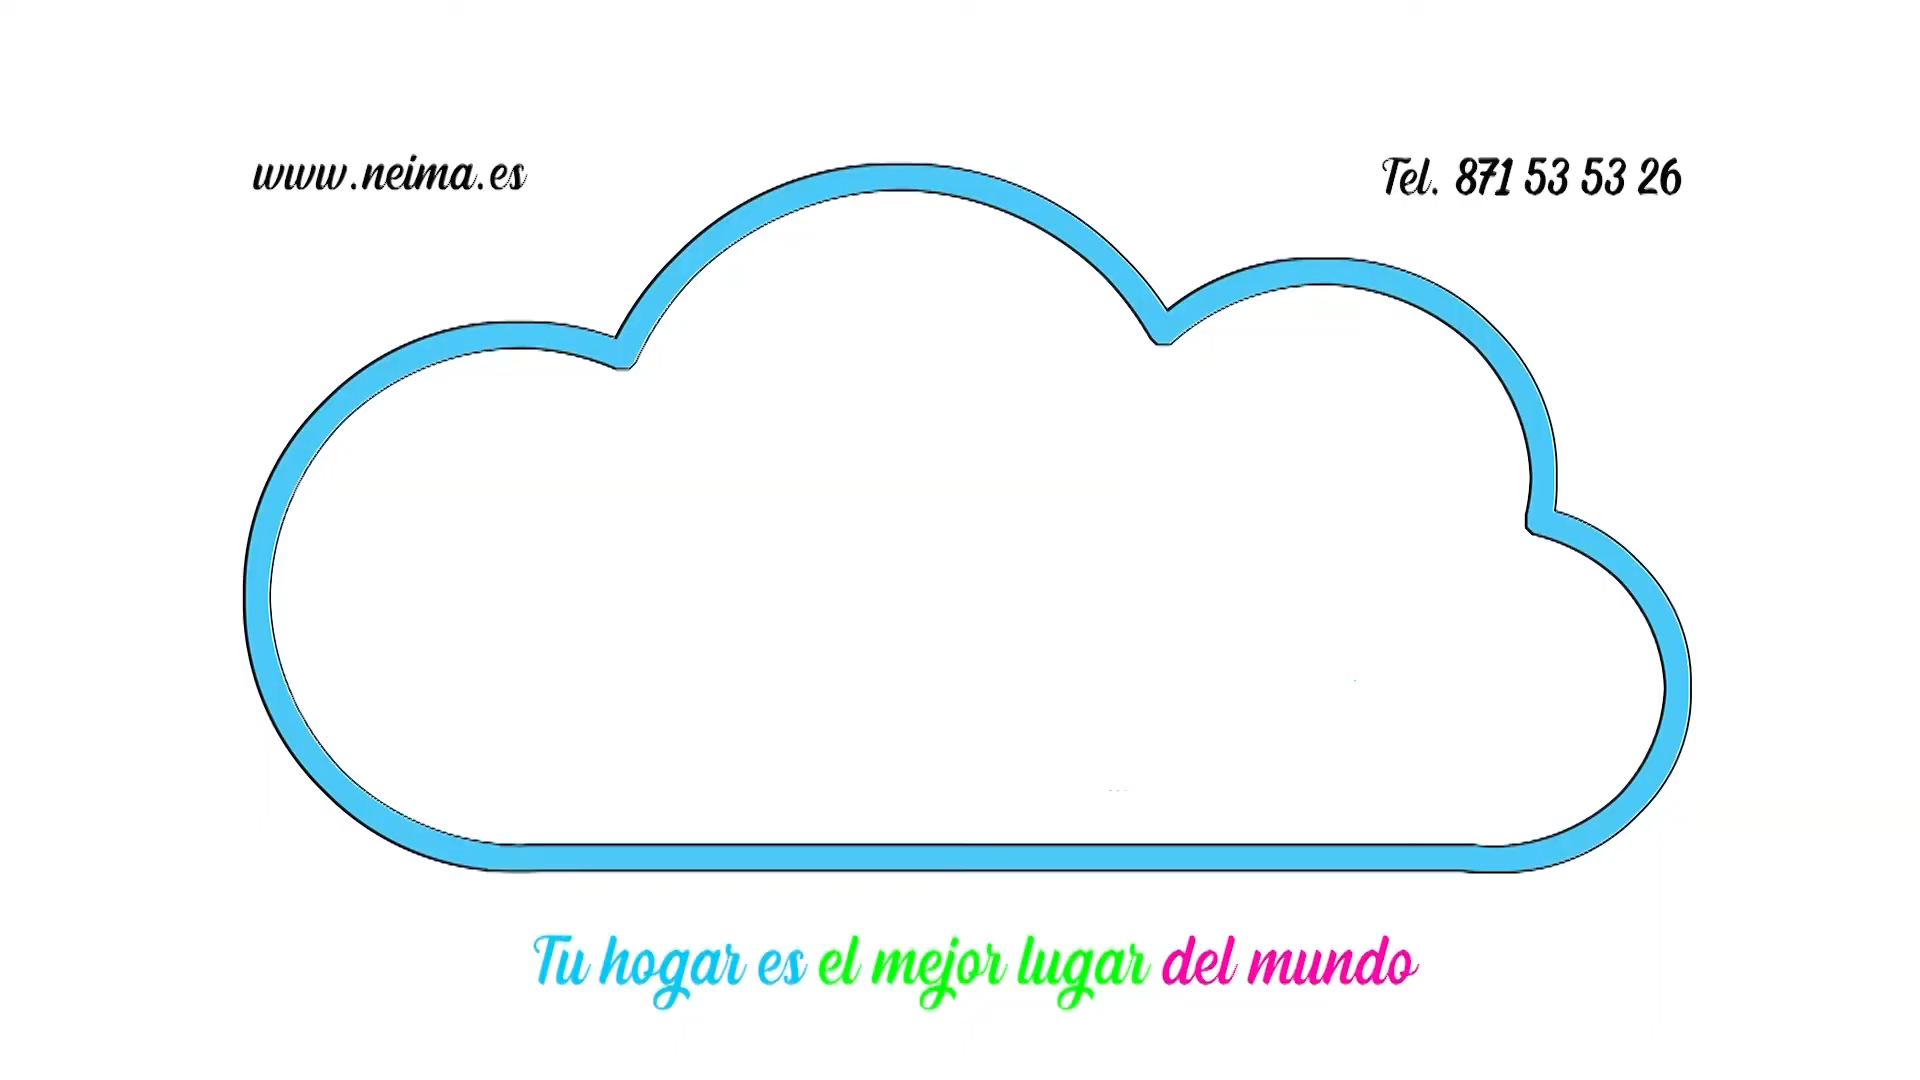 www.neima.es
Tel. 871 53 53 26
Tu hogar es el mejor lugar del mundo